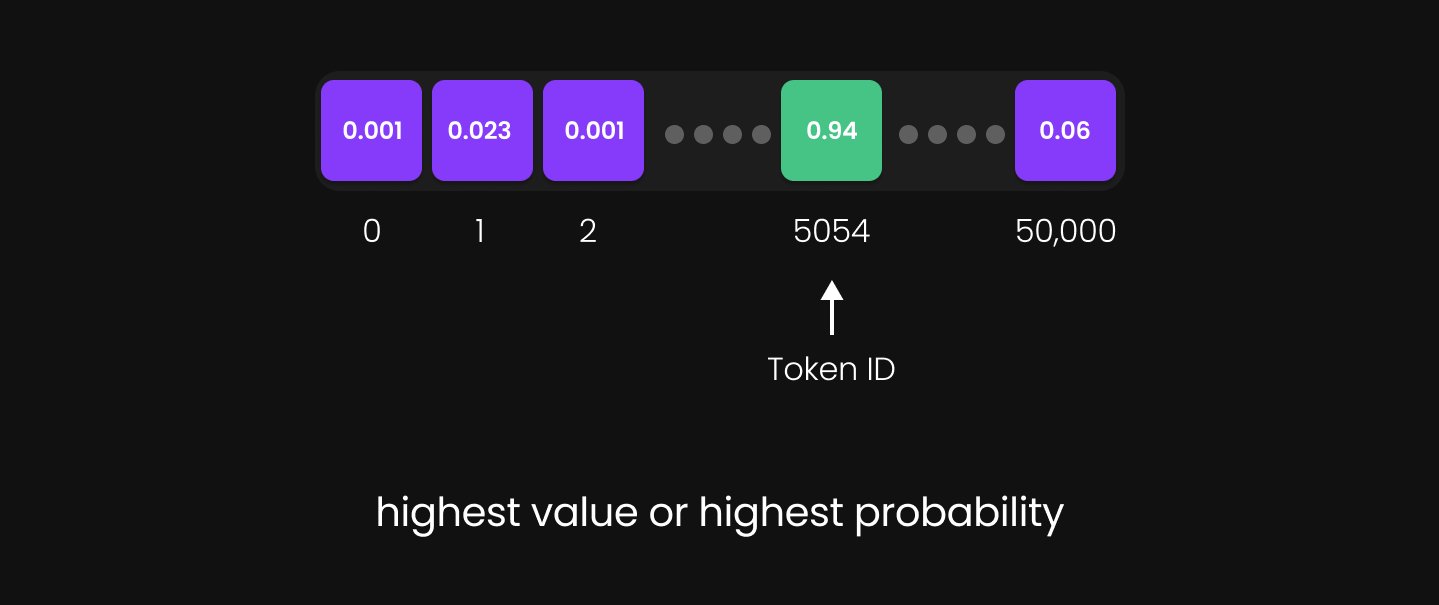 0.001 0.023 0.001 0.94 0.06
0 1 2 5054 50,000
Token ID
highest value or highest probability